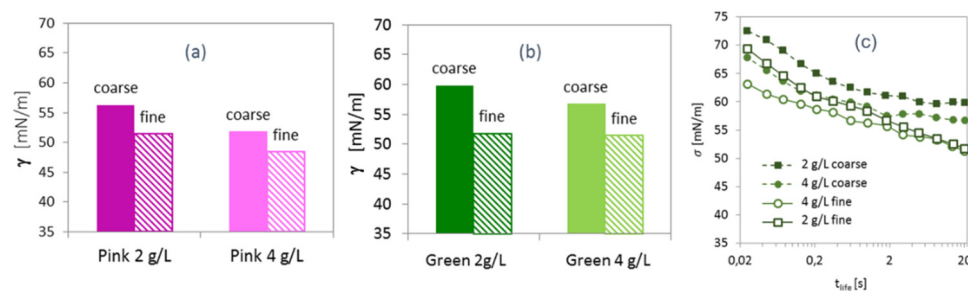 (a)
γ [mN/m]
70
65
60
55
50
45
40
35
coarse
fine
coarse
fine
Pink 2 g/L
Pink 4 g/L
(b)
γ [mN/m]
70
65
60
55
50
45
40
35
coarse
fine
coarse
fine
Green 2g/L
Green 4 g/L
(c)
σ [mN/m]
75
70
65
60
55
50
45
40
35
2 g/L coarse
4 g/L coarse
4 g/L fine
2 g/L fine
0,02
0,2
2
20
t_life [s]